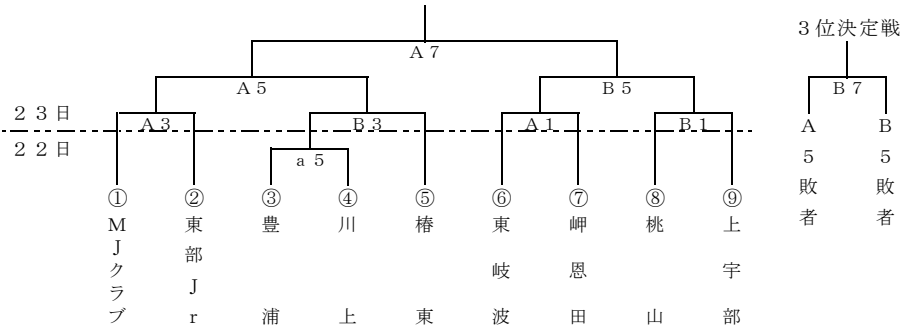 3位決定戦
A7
A5
B5
B7
23日
A3
B3
A1
B1
22日
a5
A5敗者
B5敗者
①
②
③
④
⑤
⑥
⑦
⑧
⑨
MJクラブ
東部Jr
豊浦
川上
椿東
東岐波
岬恩田
桃山
上宇部